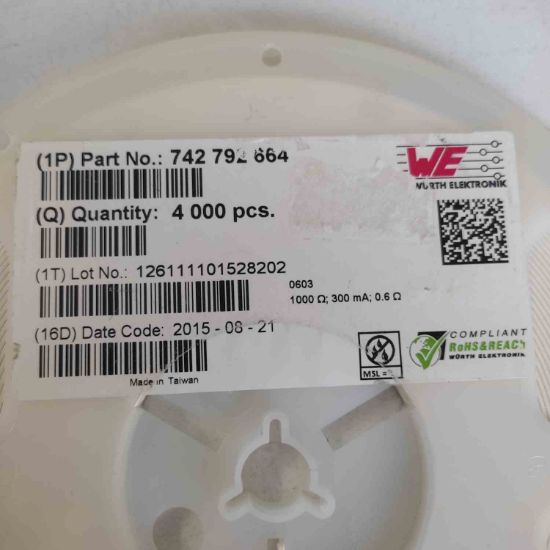 (1P) Part No.: 742 792 664
WE
WÜRTH ELEKTRONIK
(Q) Quantity: 4 000 pcs.
(1T) Lot No.: 126111101528202
0603
1000 Ω; 300 mA; 0.6 Ω
(16D) Date Code: 2015 - 08 - 21
COMPLIANT
RoHS&REACh
WÜRTH ELEKTRONIK
MSL =
Made in Taiwan